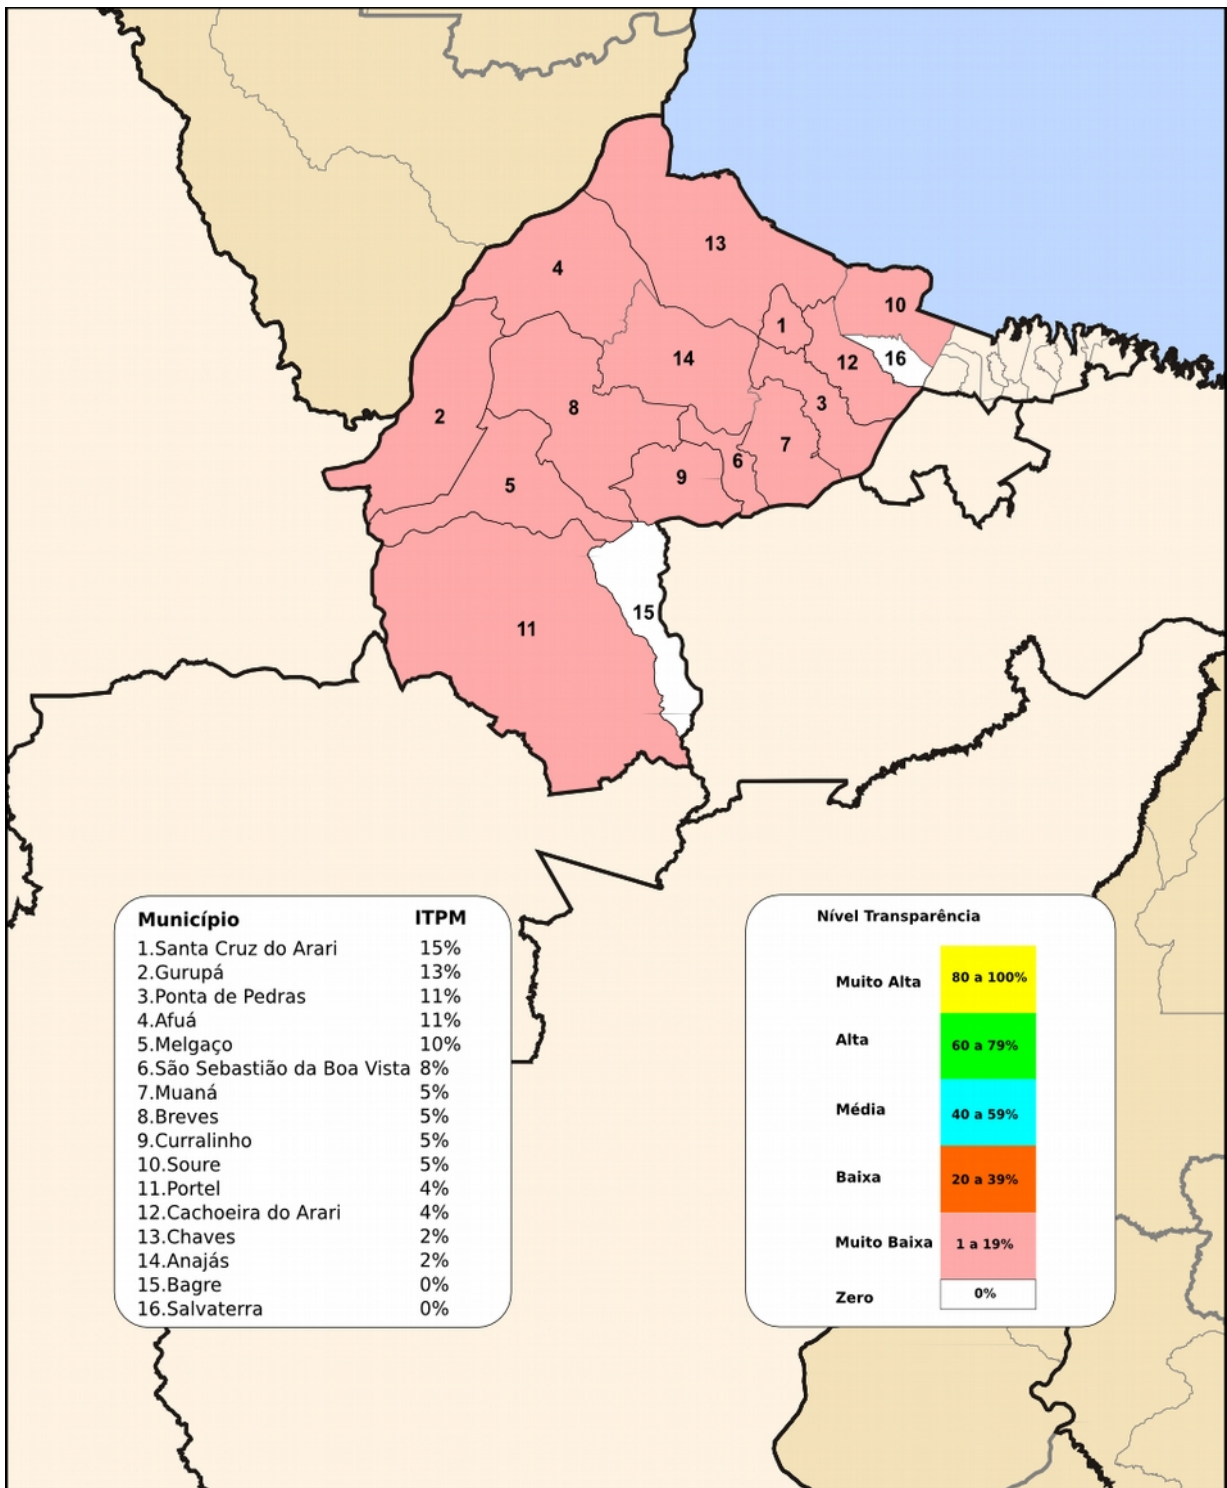 13
4
10
1
14
16
12
3
8
2
7
6
9
5
15
11
Município ITPM
1.Santa Cruz do Arari 15%
2.Gurupá 13%
3.Ponta de Pedras 11%
4.Afuá 11%
5.Melgaço 10%
6.São Sebastião da Boa Vista 8%
7.Muaná 5%
8.Breves 5%
9.Curralinho 5%
10.Soure 5%
11.Portel 4%
12.Cachoeira do Arari 4%
13.Chaves 2%
14.Anajás 2%
15.Bagre 0%
16.Salvaterra 0%
Nível Transparência
Muito Alta 80 a 100%
Alta 60 a 79%
Média 40 a 59%
Baixa 20 a 39%
Muito Baixa 1 a 19%
Zero 0%